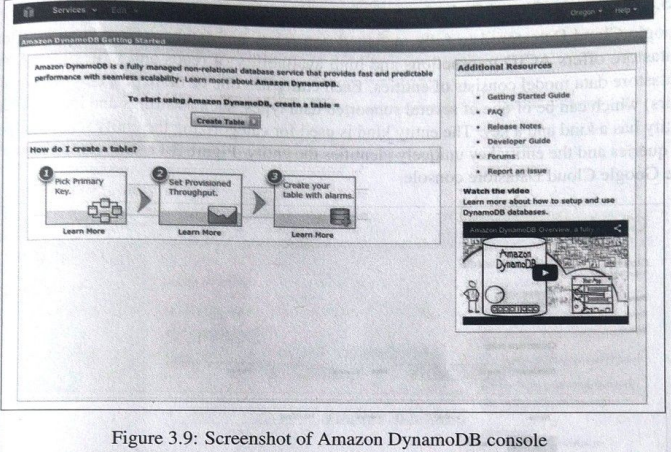 Services Edit Oregon Help
Amazon DynamoDB Getting Started
Amazon DynamoDB is a fully managed non-relational database service that provides fast and predictable
performance with seamless scalability. Learn more about Amazon DynamoDB.
To start using Amazon DynamoDB, create a table
Create Table
How do I create a table?
1
Pick Primary
Key.
Learn More
2
Set Provisioned
Throughput.
Learn More
3
Create your
table with alarms.
Learn More
Additional Resources
Getting Started Guide
FAQ
Release Notes
Developer Guide
Forums
Report an Issue
Watch the video
Learn more about how to setup and use
DynamoDB databases.
Amazon DynamoDB Overview, a fully
Amazon
DynamoDB
Your App
Figure 3.9: Screenshot of Amazon DynamoDB console